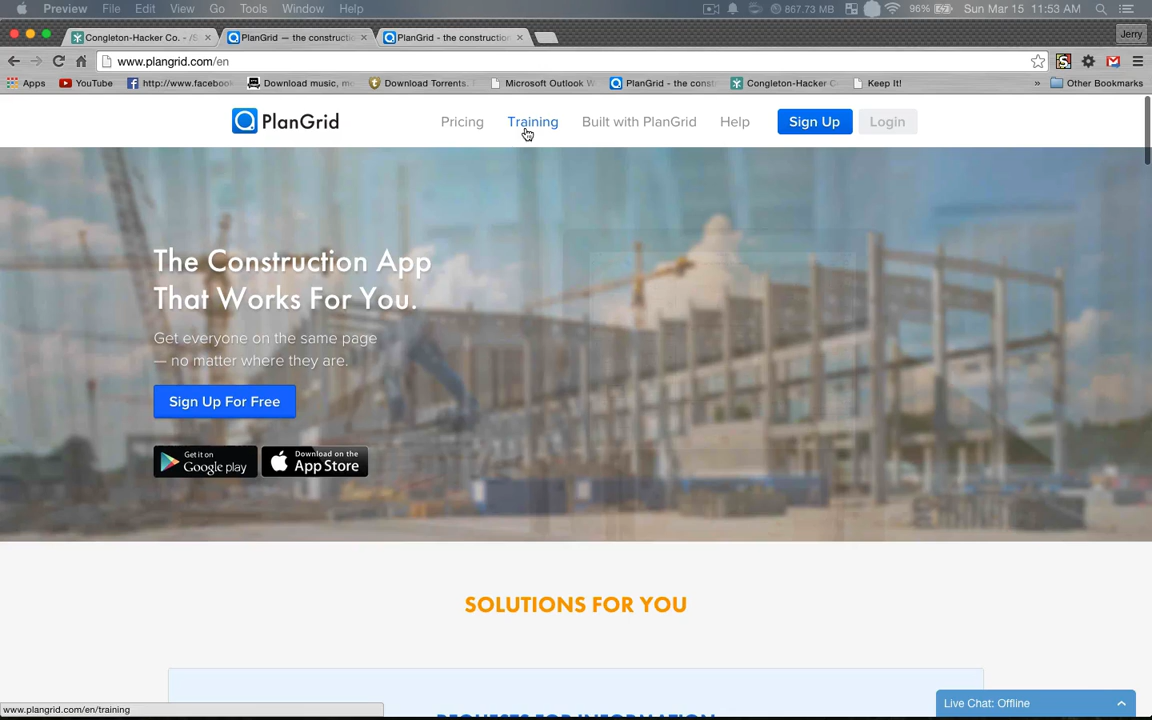 Preview File Edit View Go Tools Window Help 867.73 MB 96% Sun Mar 15 11:53 AM
Congleton-Hacker Co. - /S PlanGrid — the constructi PlanGrid - the constructio Jerry
www.plangrid.com/en
Apps YouTube http://www.facebook Download music, mo Download Torrents, Microsoft Outlook W PlanGrid - the const Congleton-Hacker C Keep It! » Other Bookmarks
PlanGrid Pricing Training Built with PlanGrid Help Sign Up Login
The Construction App
That Works For You.
Get everyone on the same page
— no matter where they are.
Sign Up For Free
Get it on
Google play
Download on the
App Store
SOLUTIONS FOR YOU
REQUESTS FOR INFORMATION
Live Chat: Offline
www.plangrid.com/en/training